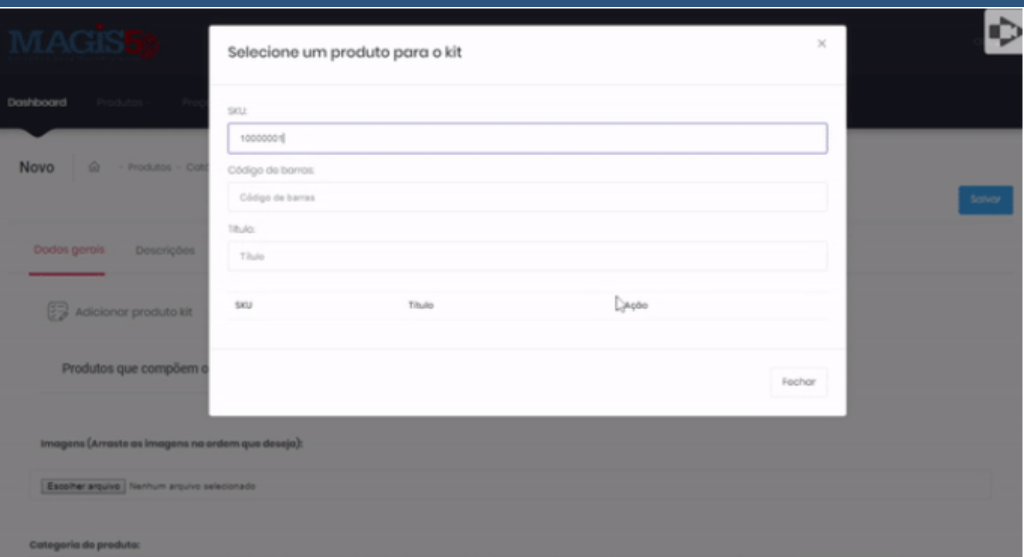 MAGIS5
Selecione um produto para o kit
×
Dashboard
Produtos
SKU:
10000001
Novo
- Produtos -
Código de barras:
Código de barras
Salvar
Título:
Título
Dados gerais
Descrições
SKU
Título
Ação
Adicionar produto kit
Produtos que compõem o
Fechar
Imagens (Arraste as imagens na ordem que deseja):
Escolher arquivo Nenhum arquivo selecionado
Categoria do produto: